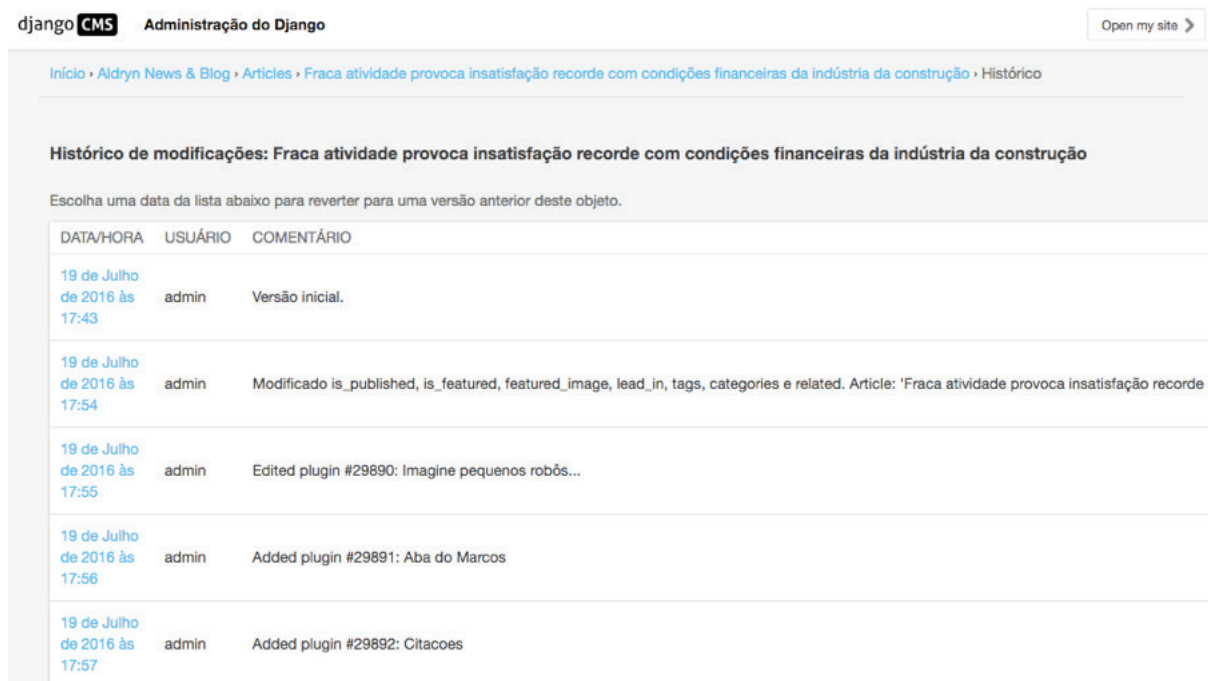 django CMS Administração do Django Open my site
Início › Aldryn News & Blog › Articles › Fraca atividade provoca insatisfação recorde com condições financeiras da indústria da construção › Histórico
Histórico de modificações: Fraca atividade provoca insatisfação recorde com condições financeiras da indústria da construção
Escolha uma data da lista abaixo para reverter para uma versão anterior deste objeto.
DATA/HORA USUÁRIO COMENTÁRIO
19 de Julho
de 2016 às admin Versão inicial.
17:43
19 de Julho
de 2016 às admin Modificado is_published, is_featured, featured_image, lead_in, tags, categories e related. Article: 'Fraca atividade provoca insatisfação recorde
17:54
19 de Julho
de 2016 às admin Edited plugin #29890: Imagine pequenos robôs...
17:55
19 de Julho
de 2016 às admin Added plugin #29891: Aba do Marcos
17:56
19 de Julho
de 2016 às admin Added plugin #29892: Citacoes
17:57